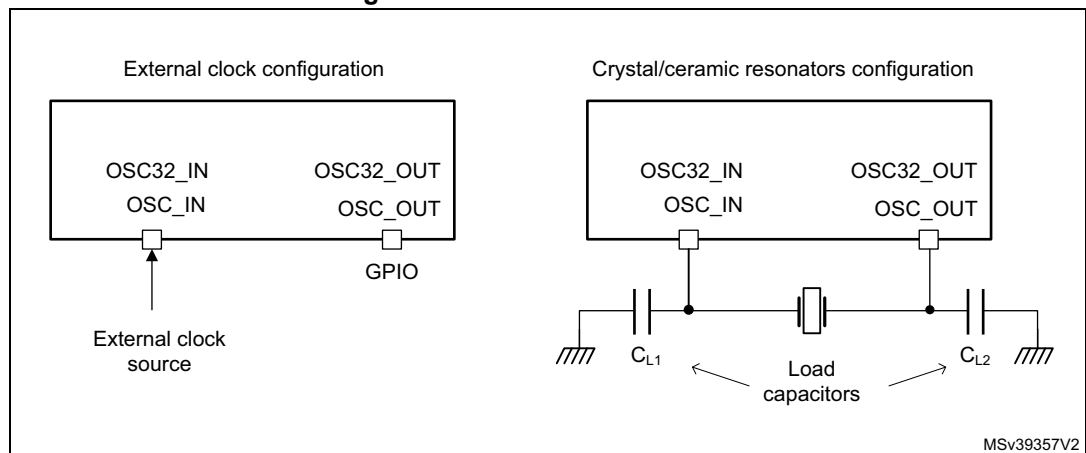 External clock configuration
OSC32_IN OSC32_OUT
OSC_IN OSC_OUT
GPIO
External clock
source
Crystal/ceramic resonators configuration
OSC32_IN OSC32_OUT
OSC_IN OSC_OUT
CL1
Load
capacitors
CL2
MSv39357V2